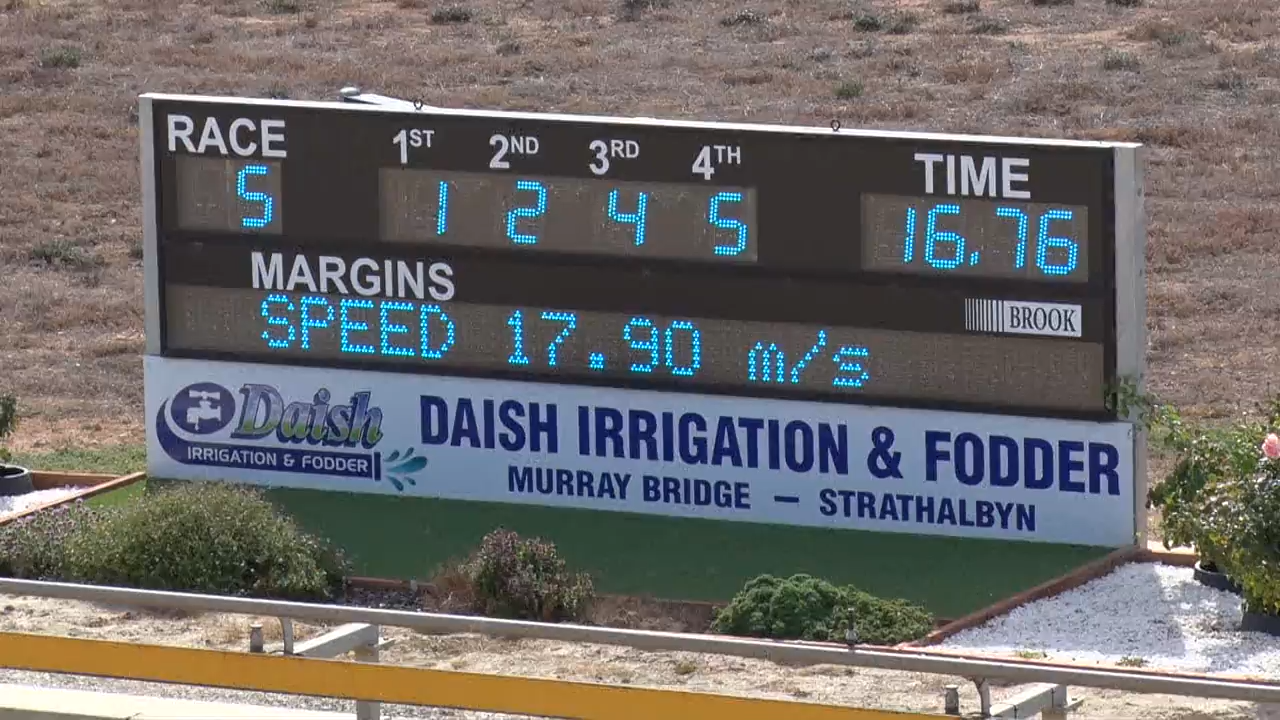 RACE 1ST 2ND 3RD 4TH TIME
5 1 2 4 5 16.76
MARGINS
BROOK
SPEED 17.90 m/s
Daish
IRRIGATION & FODDER
DAISH IRRIGATION & FODDER
MURRAY BRIDGE — STRATHALBYN